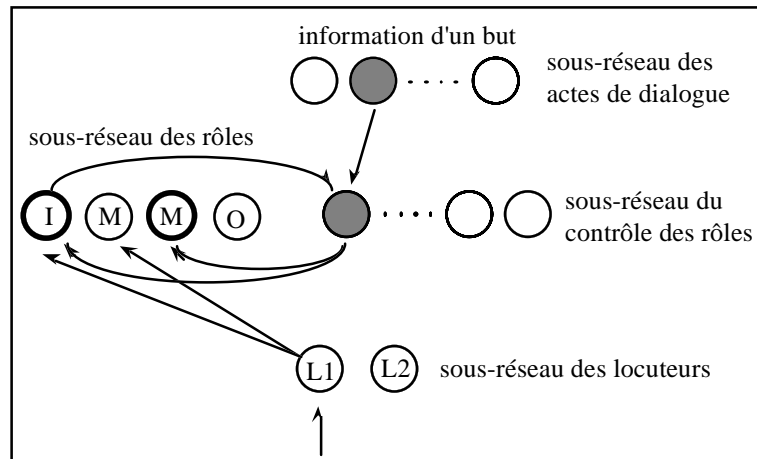 information d'un but
sous-réseau des
actes de dialogue
sous-réseau des rôles
I M M O
sous-réseau du
contrôle des rôles
L1 L2 sous-réseau des locuteurs